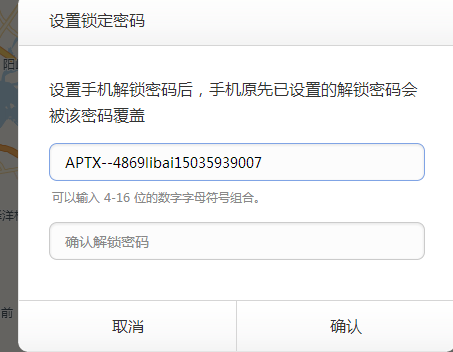 设置锁定密码
阳
设置手机解锁密码后，手机原先已设置的解锁密码会
被该密码覆盖
APTX--4869libai15035939007
可以输入 4-16 位的数字字母符号组合。
洋村
确认解锁密码
前
取消
确认